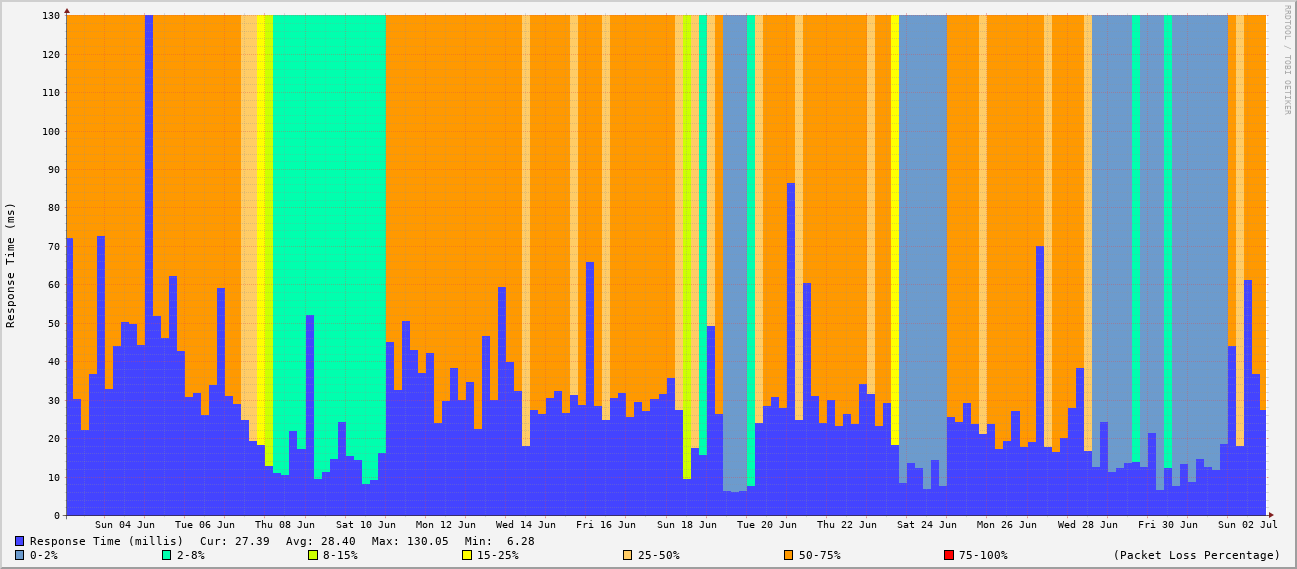 130
120
110
100
90
80
70
60
50
40
30
20
10
0
Response Time (ms)
RRDTOOL / TOBI OETIKER
Sun 04 Jun Tue 06 Jun Thu 08 Jun Sat 10 Jun Mon 12 Jun Wed 14 Jun Fri 16 Jun Sun 18 Jun Tue 20 Jun Thu 22 Jun Sat 24 Jun Mon 26 Jun Wed 28 Jun Fri 30 Jun Sun 02 Jul
Response Time (millis) Cur: 27.39 Avg: 28.40 Max: 130.05 Min: 6.28
0-2% 2-8% 8-15% 15-25% 25-50% 50-75% 75-100% (Packet Loss Percentage)